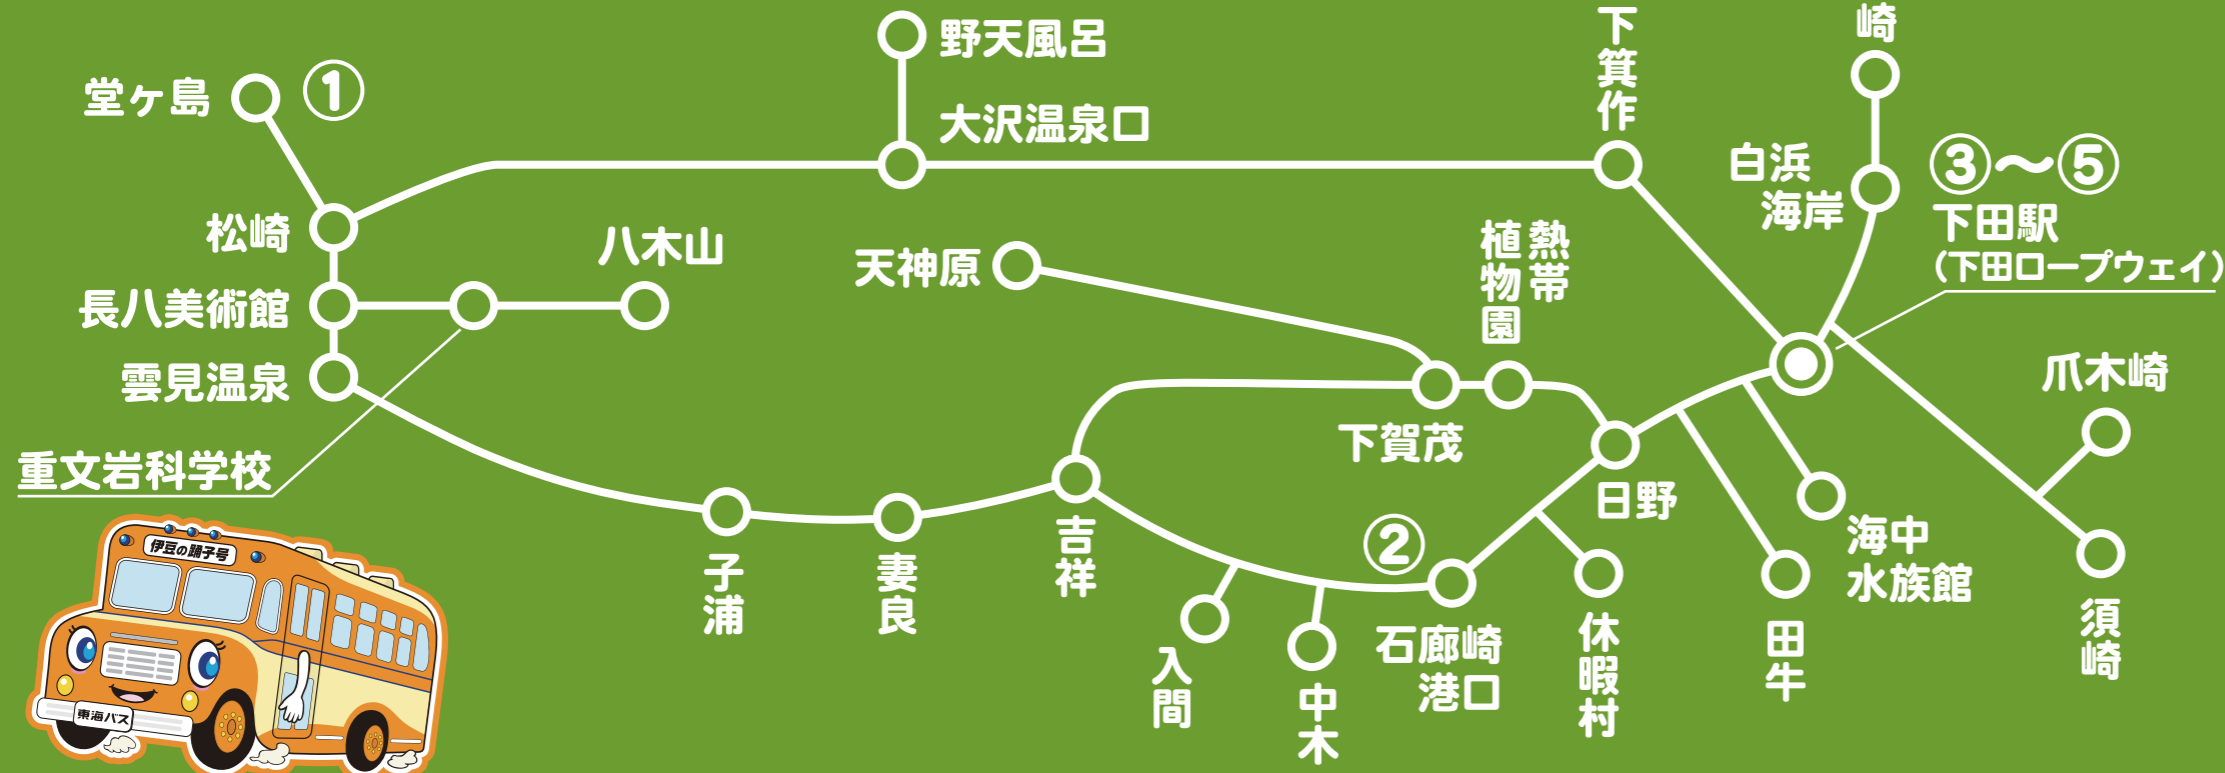 堂ヶ島
①
野天風呂
大沢温泉口
下箕作
崎
白浜
海岸
③～⑤
下田駅
(下田ロープウェイ)
松崎
長八美術館
雲見温泉
八木山
天神原
熱帯
植物園
下賀茂
爪木崎
重文岩科学校
日野
②
子浦
妻良
吉祥
入間
中木
石廊崎
港口
休暇村
田牛
海中
水族館
須崎
伊豆の踊子号
東海バス